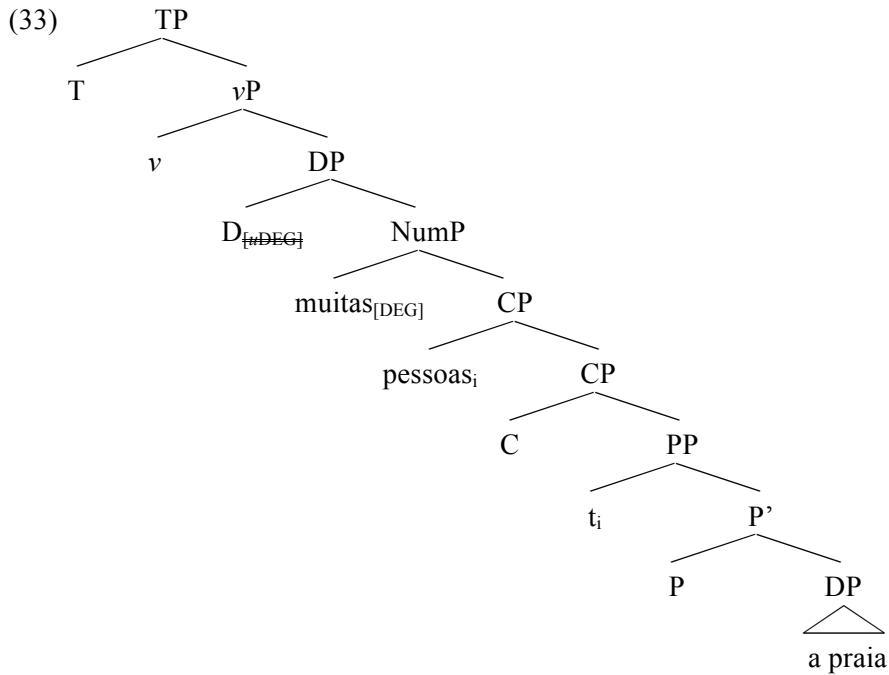 (33) TP
T vP
v DP
D[uDEG] NumP
muitas[DEG] CP
pessoasi CP
C PP
ti P’
P DP
a praia